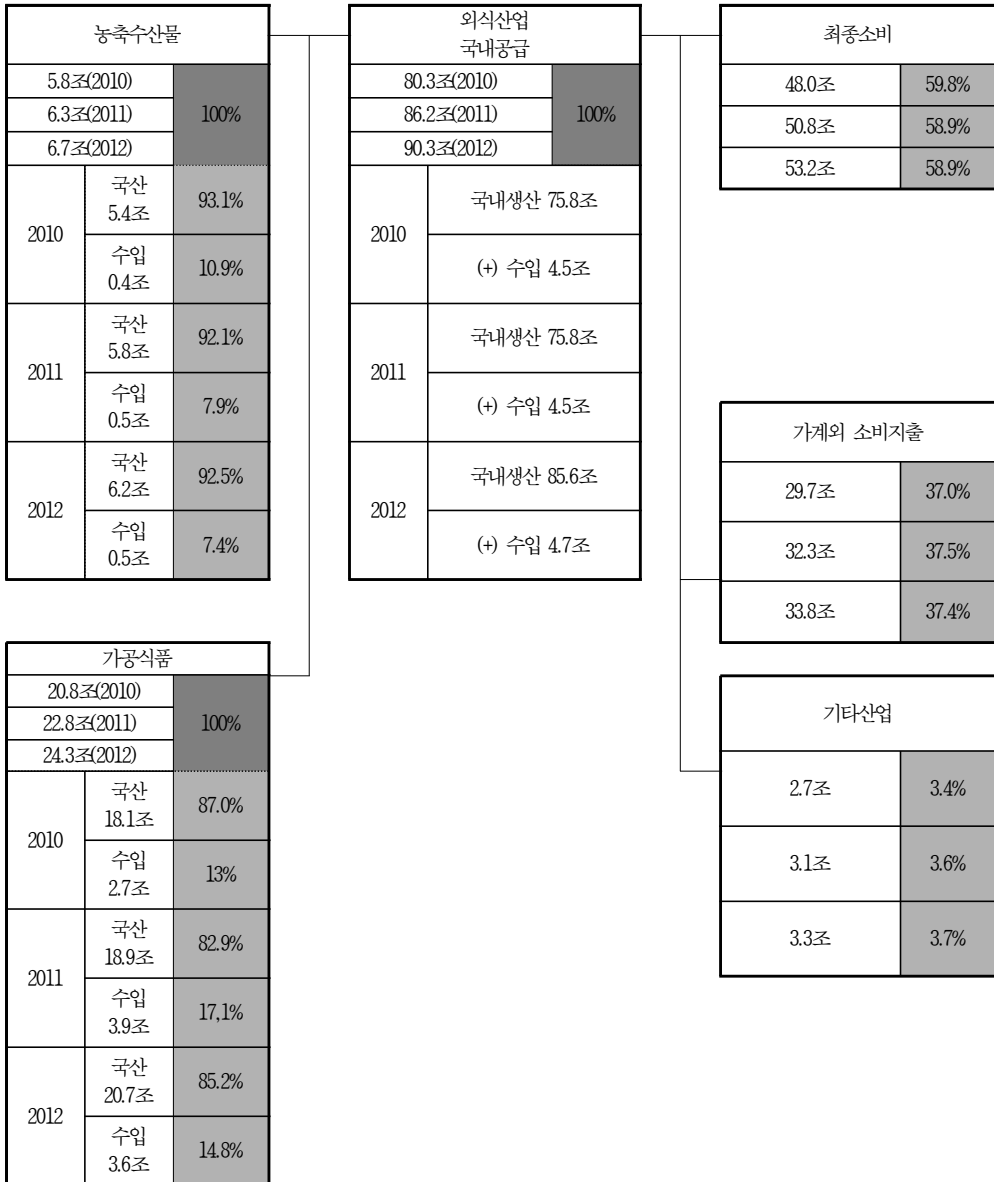 농축수산물
5.8조(2010)
6.3조(2011)
6.7조(2012)
100%
2010
국산
5.4조
93.1%
수입
0.4조
10.9%
2011
국산
5.8조
92.1%
수입
0.5조
7.9%
2012
국산
6.2조
92.5%
수입
0.5조
7.4%
가공식품
20.8조(2010)
22.8조(2011)
24.3조(2012)
100%
2010
국산
18.1조
87.0%
수입
2.7조
13%
2011
국산
18.9조
82.9%
수입
3.9조
17,1%
2012
국산
20.7조
85.2%
수입
3.6조
14.8%
외식산업
국내공급
80.3조(2010)
86.2조(2011)
90.3조(2012)
100%
2010
국내생산 75.8조
(+) 수입 4.5조
2011
국내생산 75.8조
(+) 수입 4.5조
2012
국내생산 85.6조
(+) 수입 4.7조
최종소비
48.0조 59.8%
50.8조 58.9%
53.2조 58.9%
가계외 소비지출
29.7조 37.0%
32.3조 37.5%
33.8조 37.4%
기타산업
2.7조 3.4%
3.1조 3.6%
3.3조 3.7%